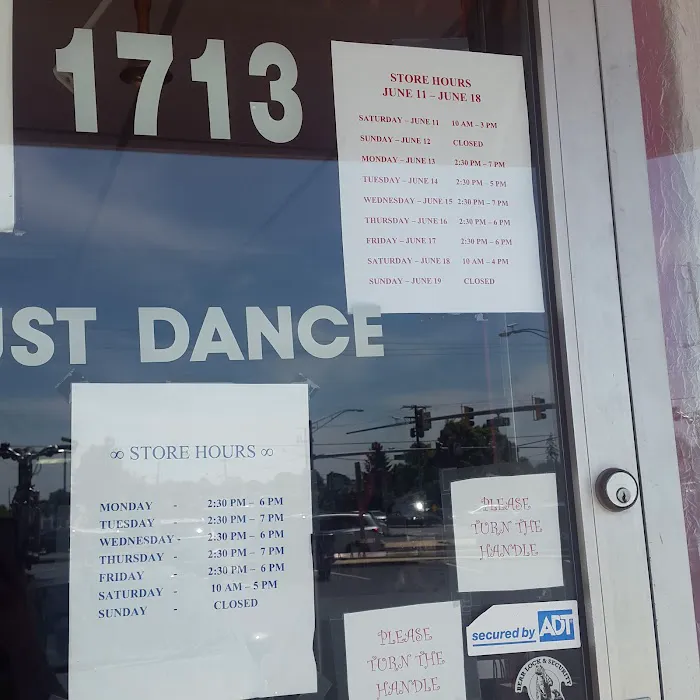 1713
STORE HOURS
JUNE 11 – JUNE 18
SATURDAY – JUNE 11 10 AM – 3 PM
SUNDAY – JUNE 12 CLOSED
MONDAY – JUNE 13 2:30 PM – 7 PM
TUESDAY – JUNE 14 2:30 PM – 5 PM
WEDNESDAY – JUNE 15 2:30 PM – 7 PM
THURSDAY – JUNE 16 2:30 PM – 6 PM
FRIDAY – JUNE 17 2:30 PM – 6 PM
SATURDAY – JUNE 18 10 AM – 4 PM
SUNDAY – JUNE 19 CLOSED
UST DANCE
∞ STORE HOURS ∞
MONDAY - 2:30 PM – 6 PM
TUESDAY - 2:30 PM – 7 PM
WEDNESDAY - 2:30 PM – 6 PM
THURSDAY - 2:30 PM – 7 PM
FRIDAY - 2:30 PM – 6 PM
SATURDAY - 10 AM – 5 PM
SUNDAY - CLOSED
PLEASE
TURN THE
HANDLE
PLEASE
TURN THE
HANDLE
secured by ADT
BEAR LOCK & SECURITY